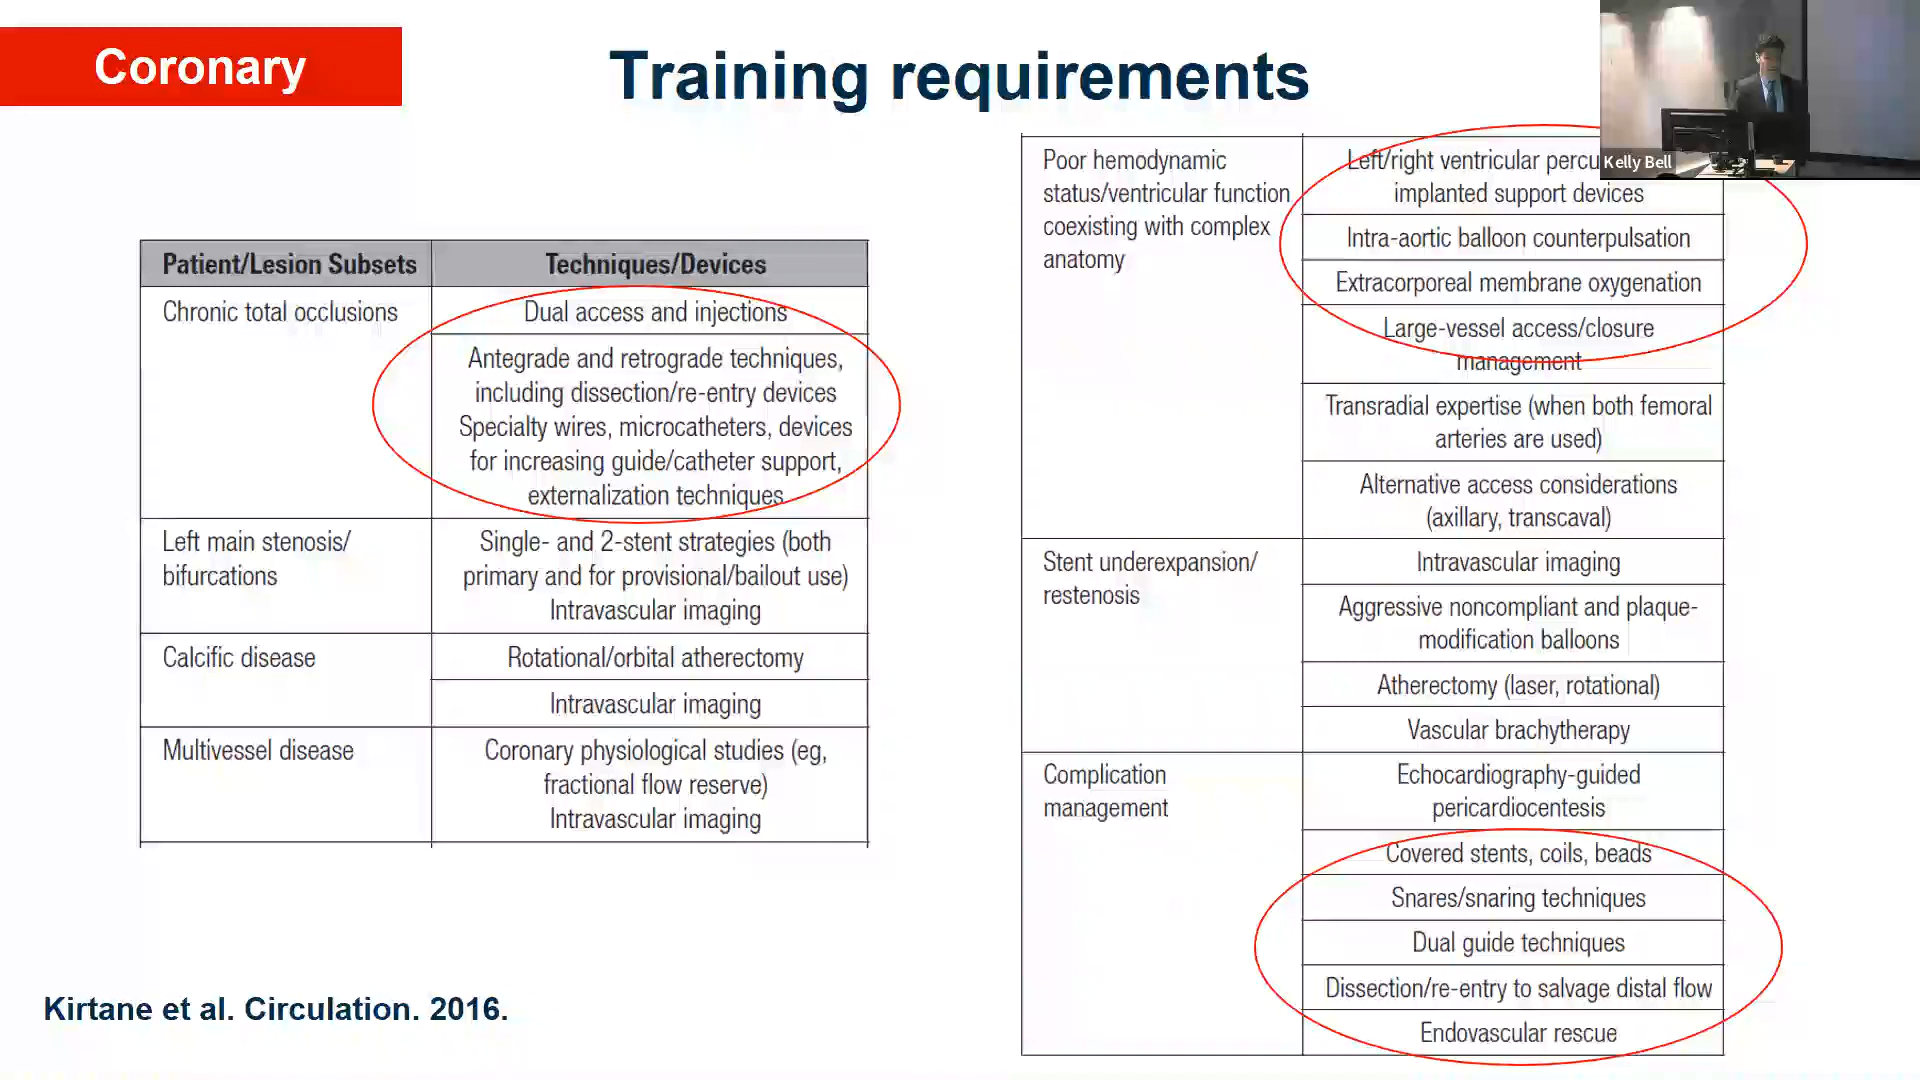 Coronary
Training requirements
Patient/Lesion Subsets
Techniques/Devices
Chronic total occlusions
Dual access and injections
Antegrade and retrograde techniques,
including dissection/re-entry devices
Specialty wires, microcatheters, devices
for increasing guide/catheter support,
externalization techniques
Left main stenosis/
bifurcations
Single- and 2-stent strategies (both
primary and for provisional/bailout use)
Intravascular imaging
Calcific disease
Rotational/orbital atherectomy
Intravascular imaging
Multivessel disease
Coronary physiological studies (eg,
fractional flow reserve)
Intravascular imaging
Poor hemodynamic
status/ventricular function
coexisting with complex
anatomy
Left/right ventricular
implanted support devices
Intra-aortic balloon counterpulsation
Extracorporeal membrane oxygenation
Large-vessel access/closure
management
Transradial expertise (when both femoral
arteries are used)
Alternative access considerations
(axillary, transcaval)
Stent underexpansion/
restenosis
Intravascular imaging
Aggressive noncompliant and plaque-
modification balloons
Atherectomy (laser, rotational)
Vascular brachytherapy
Complication
management
Echocardiography-guided
pericardiocentesis
Covered stents, coils, beads
Snares/snaring techniques
Dual guide techniques
Dissection/re-entry to salvage distal flow
Endovascular rescue
Kelly Bell
Kirtane et al. Circulation. 2016.